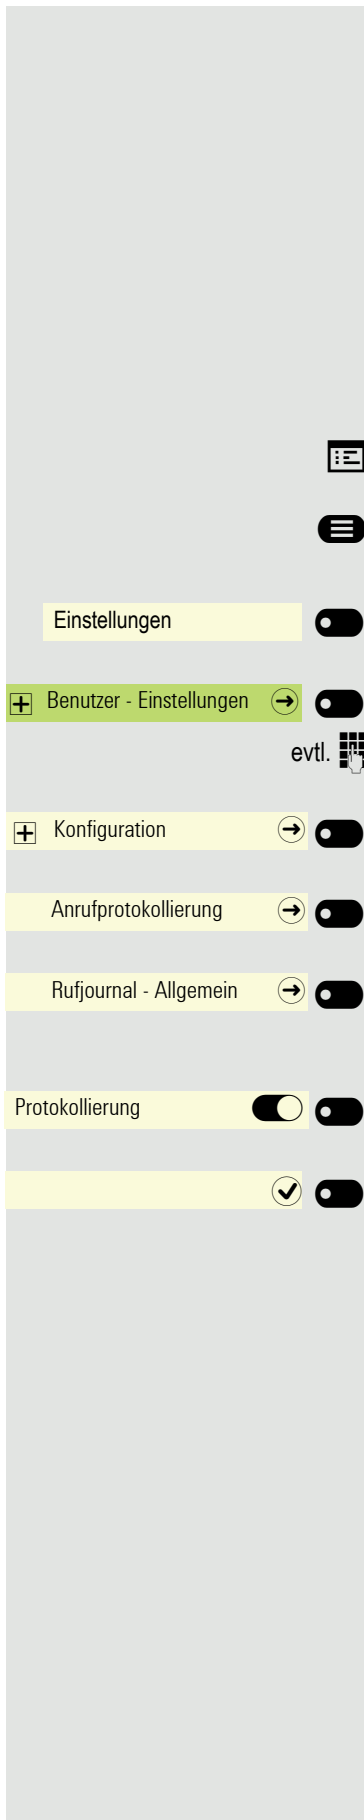 Einstellungen
Benutzer - Einstellungen
evtl.
Konfiguration
Anrufprotokollierung
Rufjournal - Allgemein
Protokollierung